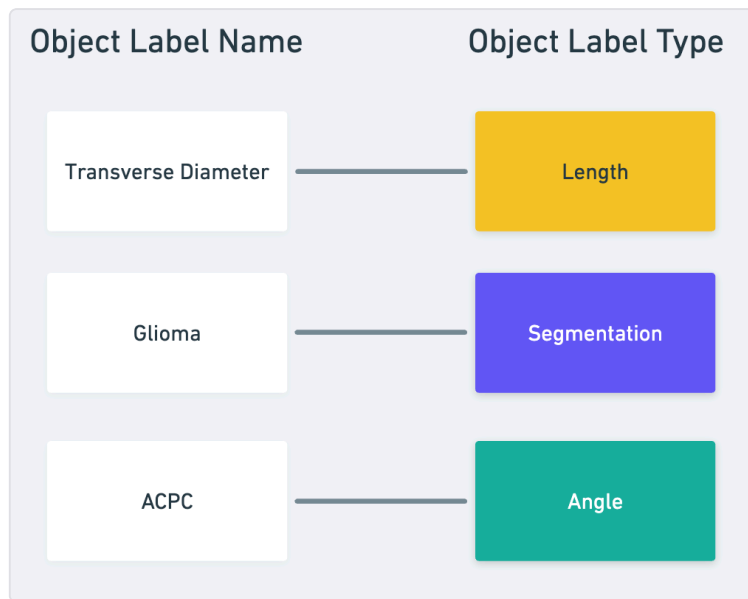 Object Label Name
Object Label Type
Transverse Diameter
Length
Glioma
Segmentation
ACPC
Angle